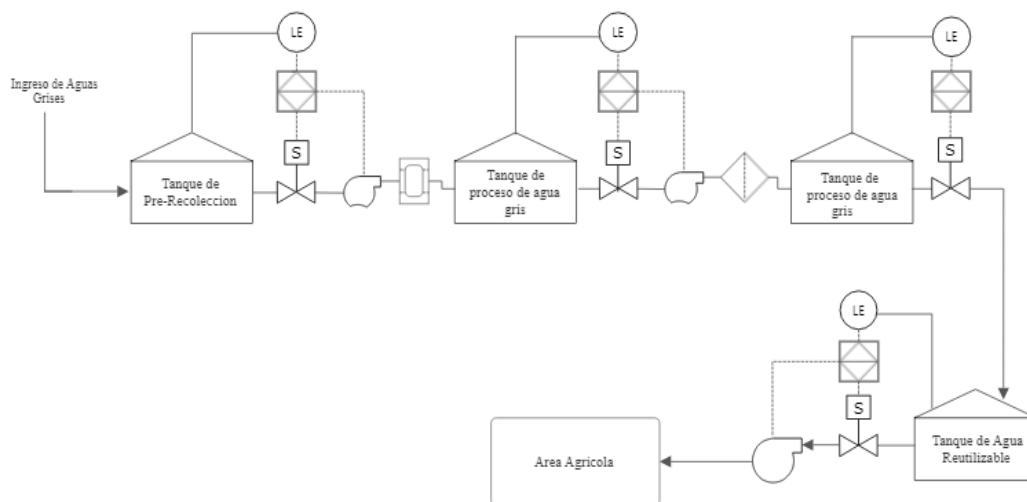 LE
LE
LE
Ingreso de Aguas
Grises
S
S
S
Tanque de
Pre-Recoleccion
Tanque de
proceso de agua
gris
Tanque de
proceso de agua
gris
LE
S
Area Agricola
Tanque de Agua
Reutilizable